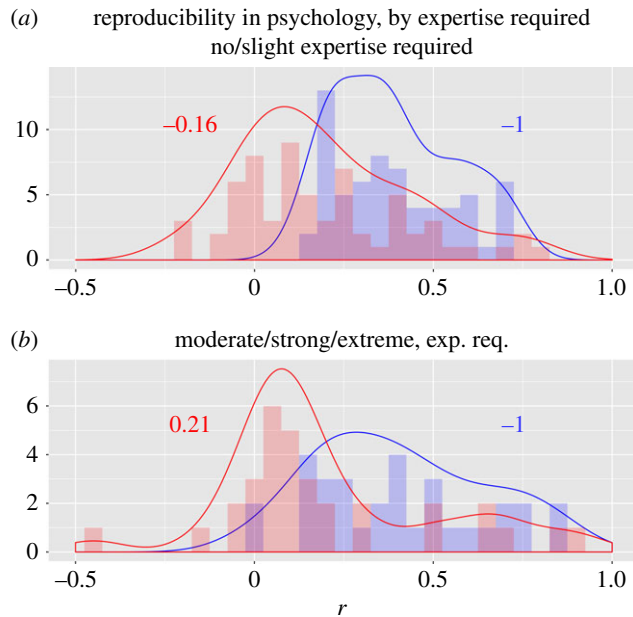 (a) reproducibility in psychology, by expertise required
no/slight expertise required
–0.16 –1
10
5
0
–0.5 0 0.5 1.0
(b) moderate/strong/extreme, exp. req.
0.21 –1
6
4
2
0
–0.5 0 0.5 1.0
r